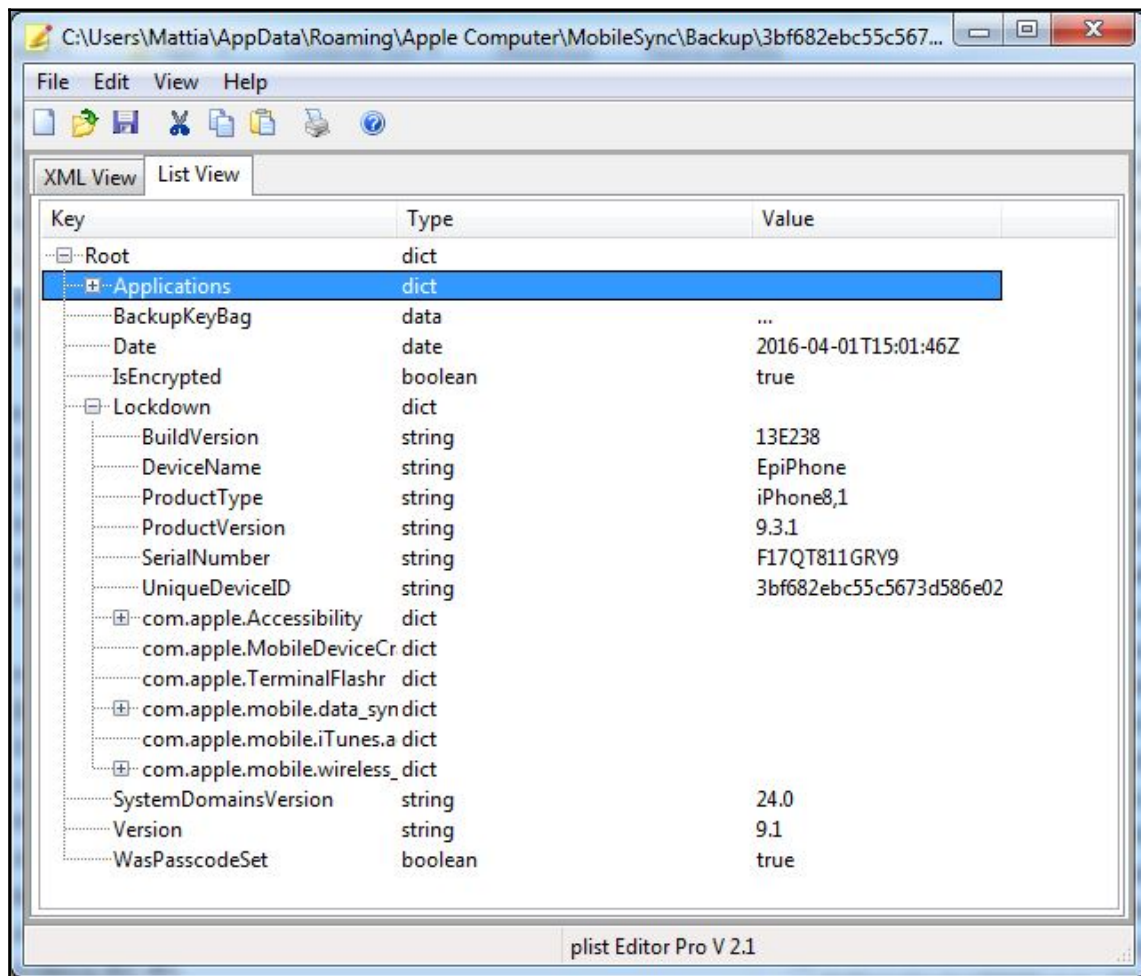 C:\Users\Mattia\AppData\Roaming\Apple Computer\MobileSync\Backup\3bf682ebc55c567...
File Edit View Help
XML View List View
Key Type Value
Root dict
Applications dict
BackupKeyBag data ...
Date date 2016-04-01T15:01:46Z
IsEncrypted boolean true
Lockdown dict
BuildVersion string 13E238
DeviceName string EpiPhone
ProductType string iPhone8,1
ProductVersion string 9.3.1
SerialNumber string F17QT811GRY9
UniqueDeviceID string 3bf682ebc55c5673d586e02
com.apple.Accessibility dict
com.apple.MobileDeviceCr dict
com.apple.TerminalFlashr dict
com.apple.mobile.data_syn dict
com.apple.mobile.iTunes.a dict
com.apple.mobile.wireless_ dict
SystemDomainsVersion string 24.0
Version string 9.1
WasPasscodeSet boolean true
plist Editor Pro V 2.1